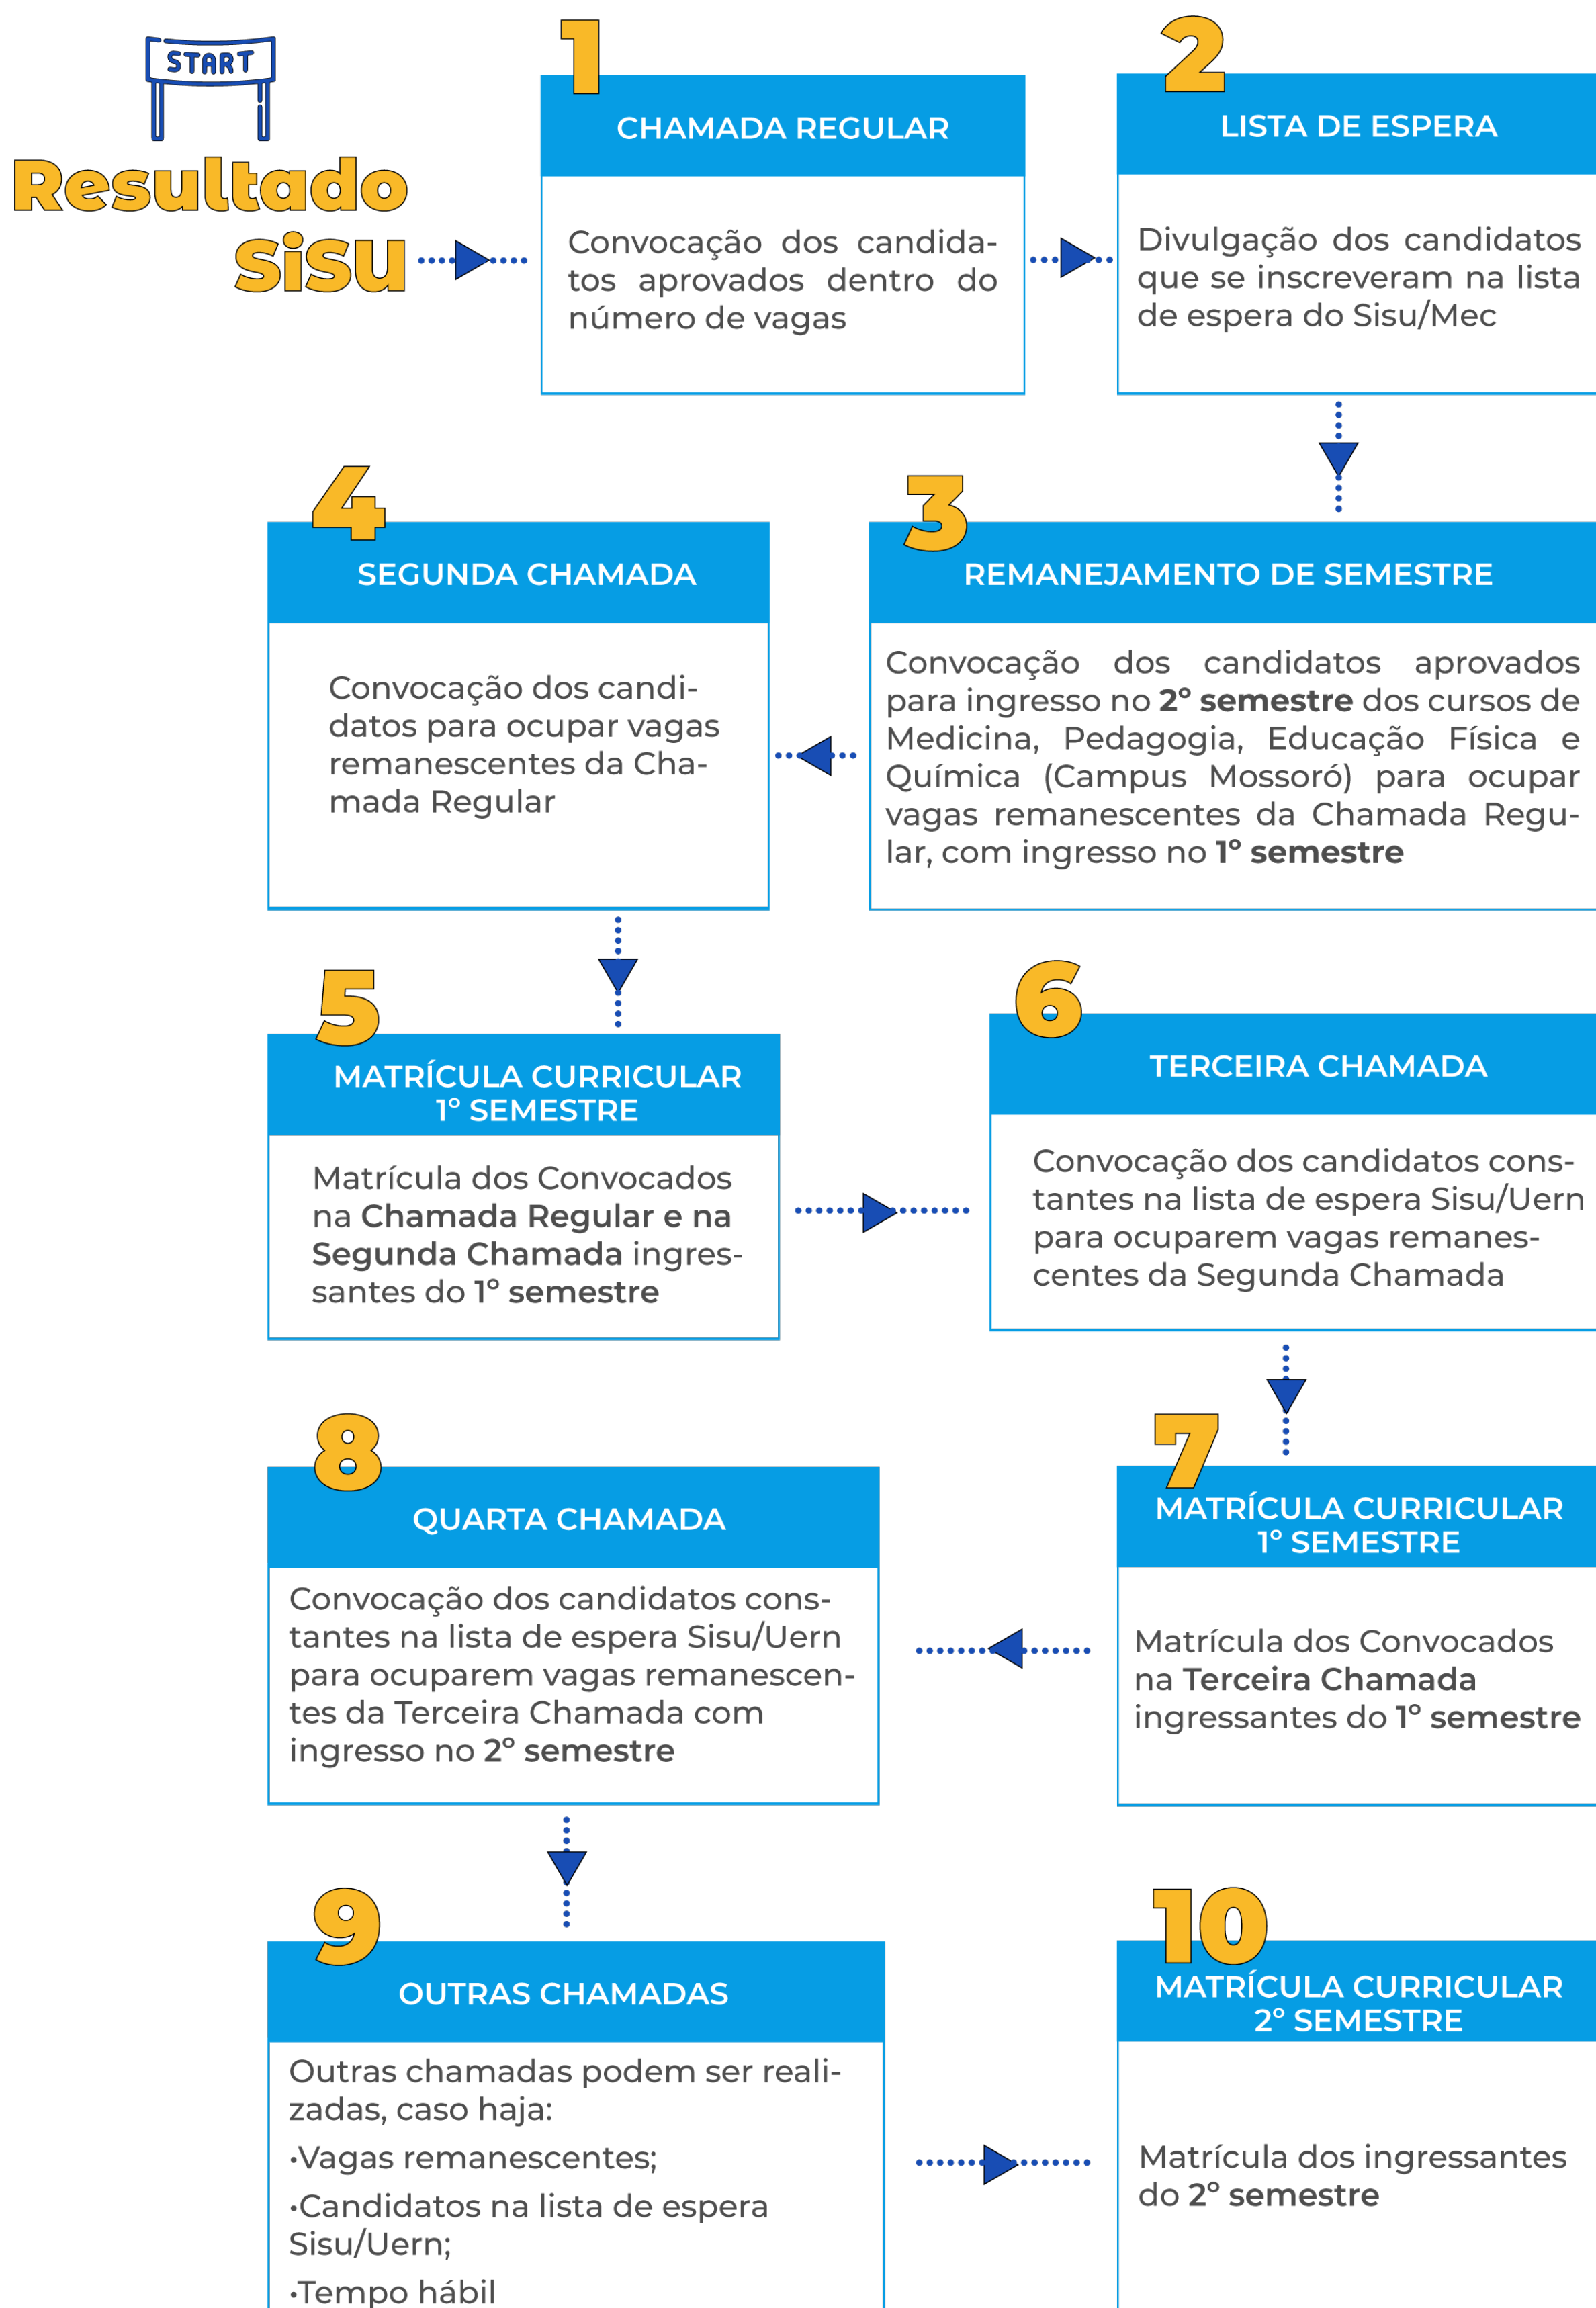 START
Resultado
SiSU
1
CHAMADA REGULAR
Convocação dos candida-
tos aprovados dentro do
número de vagas
2
LISTA DE ESPERA
Divulgação dos candidatos
que se inscreveram na lista
de espera do Sisu/Mec
3
REMANEJAMENTO DE SEMESTRE
Convocação dos candidatos aprovados
para ingresso no 2º semestre dos cursos de
Medicina, Pedagogia, Educação Física e
Química (Campus Mossoró) para ocupar
vagas remanescentes da Chamada Regu-
lar, com ingresso no 1º semestre
4
SEGUNDA CHAMADA
Convocação dos candi-
datos para ocupar vagas
remanescentes da Cha-
mada Regular
5
MATRÍCULA CURRICULAR
1º SEMESTRE
Matrícula dos Convocados
na Chamada Regular e na
Segunda Chamada ingres-
santes do 1º semestre
6
TERCEIRA CHAMADA
Convocação dos candidatos cons-
tantes na lista de espera Sisu/Uern
para ocuparem vagas remanes-
centes da Segunda Chamada
7
MATRÍCULA CURRICULAR
1º SEMESTRE
Matrícula dos Convocados
na Terceira Chamada
ingressantes do 1º semestre
8
QUARTA CHAMADA
Convocação dos candidatos cons-
tantes na lista de espera Sisu/Uern
para ocuparem vagas remanescen-
tes da Terceira Chamada com
ingresso no 2º semestre
9
OUTRAS CHAMADAS
Outras chamadas podem ser reali-
zadas, caso haja:
•Vagas remanescentes;
•Candidatos na lista de espera
Sisu/Uern;
•Tempo hábil
10
MATRÍCULA CURRICULAR
2º SEMESTRE
Matrícula dos ingressantes
do 2º semestre